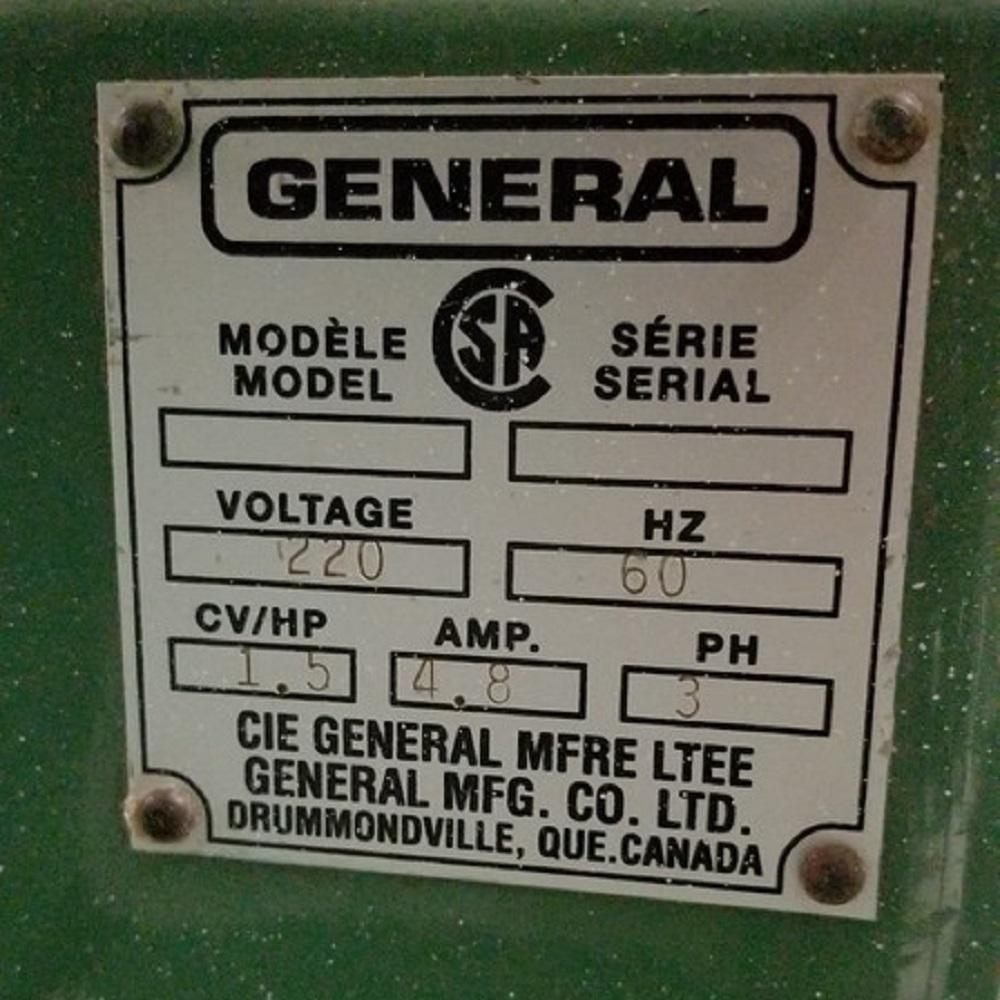 GENERAL
CSA
MODÈLE SÉRIE
MODEL SERIAL
VOLTAGE HZ
220 60
CV/HP AMP. PH
1.5 4.8 3
CIE GENERAL MFRE LTEE
GENERAL MFG. CO. LTD.
DRUMMONDVILLE, QUE.CANADA